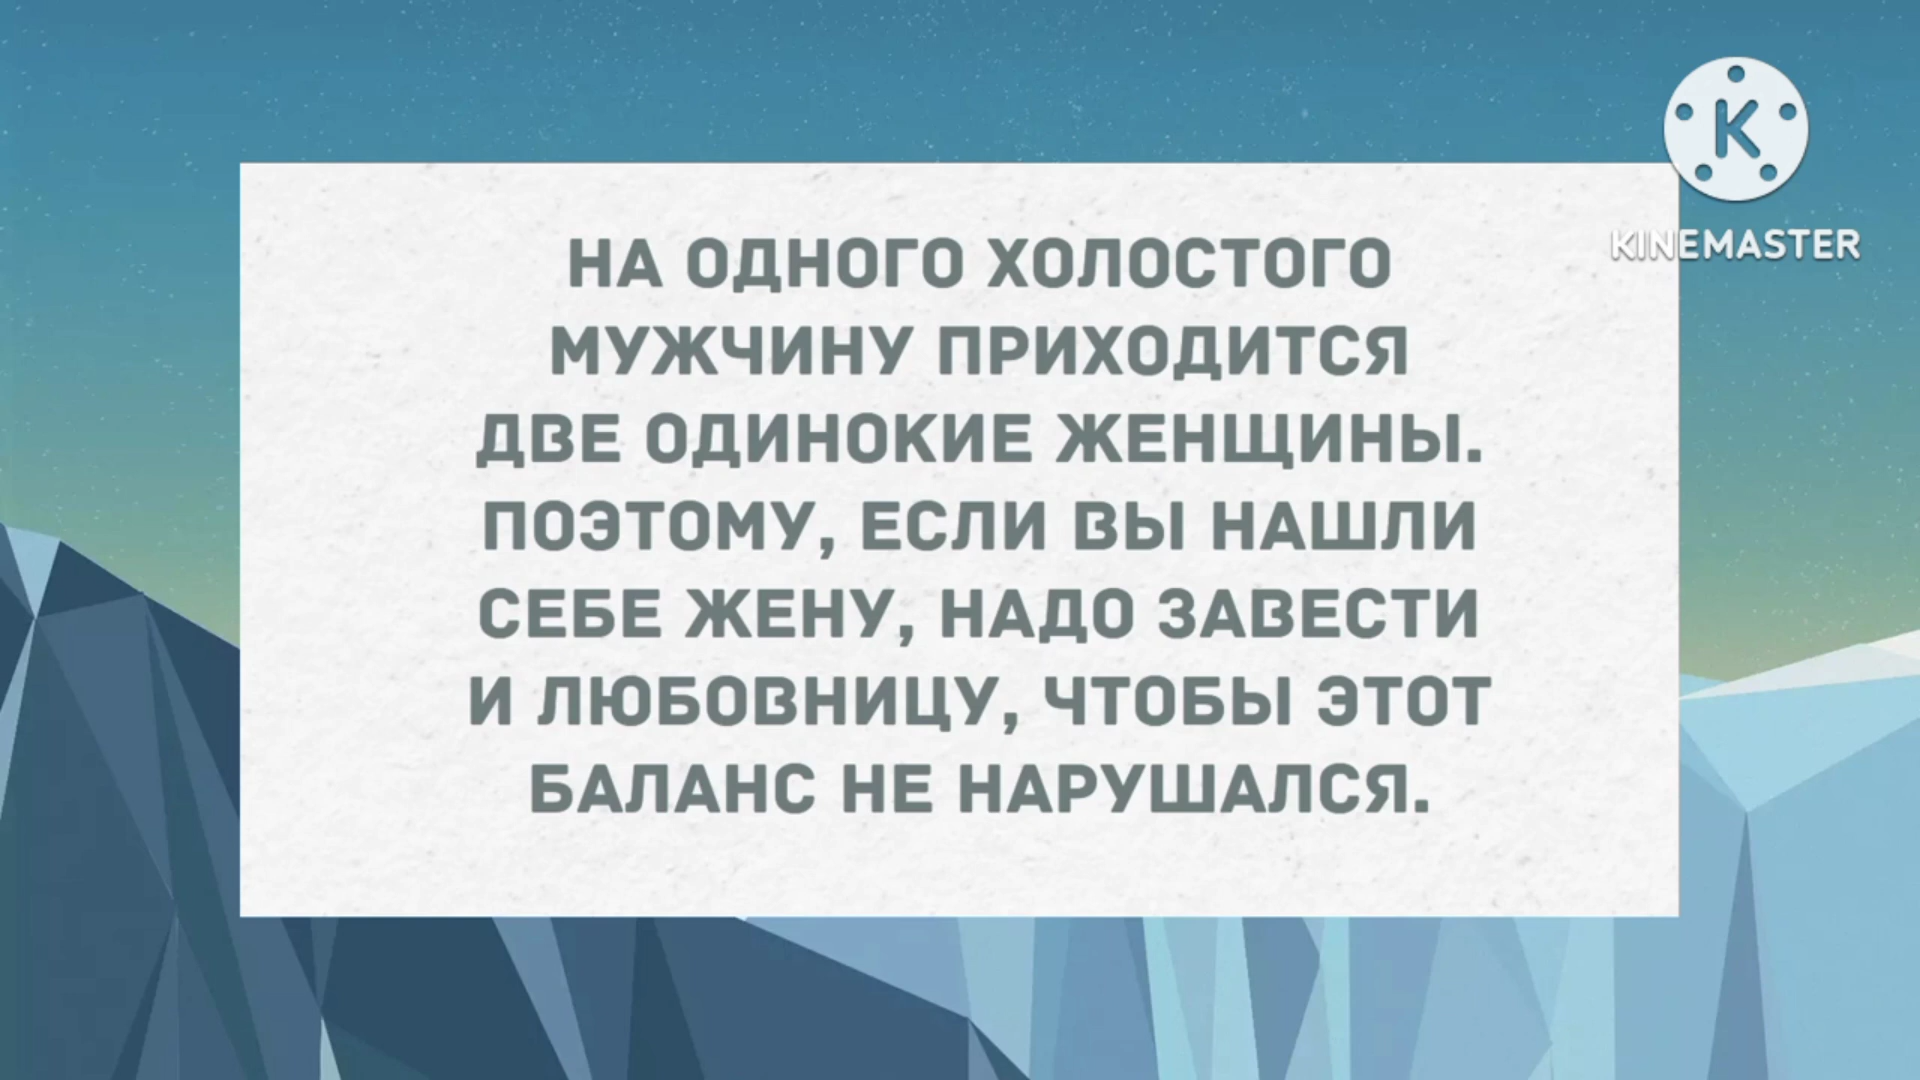 НА ОДНОГО ХОЛОСТОГО
МУЖЧИНУ ПРИХОДИТСЯ
ДВЕ ОДИНОКИЕ ЖЕНЩИНЫ.
ПОЭТОМУ, ЕСЛИ ВЫ НАШЛИ
СЕБЕ ЖЕНУ, НАДО ЗАВЕСТИ
И ЛЮБОВНИЦУ, ЧТОБЫ ЭТОТ
БАЛАНС НЕ НАРУШАЛСЯ.
K
KINEMASTER